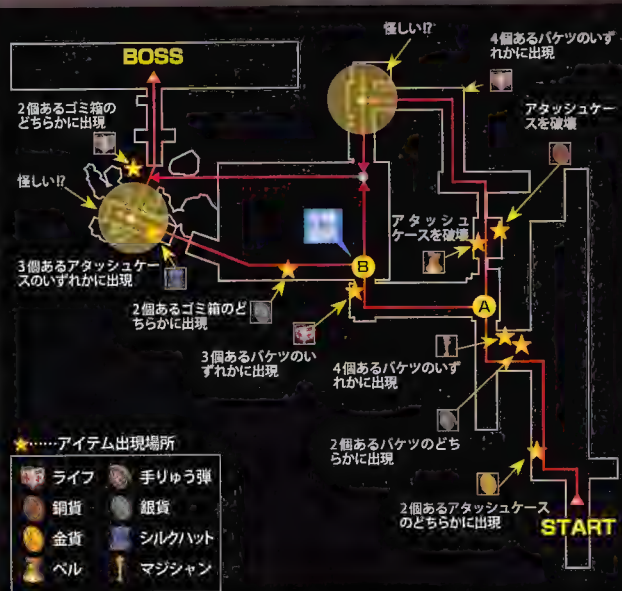 BOSS
怪しい!?
4個あるバケツのいず
れかに出現
アタッシュケー
スを破壊
2個あるゴミ箱の
どちらかに出現
怪しい!?
アタッシュ
ケースを破壊
3個あるアタッシュケー
スのいずれかに出現
B
A
2個あるゴミ箱のど
ちらかに出現
3個あるバケツのい
ずれかに出現
4個あるバケツのいず
れかに出現
2個あるバケツのどち
らかに出現
2個あるアタッシュケース
のどちらかに出現
START
★……アイテム出現場所
ライフ 手りゅう弾
銅貨 銀貨
金貨 シルクハット
ベル マジシャン